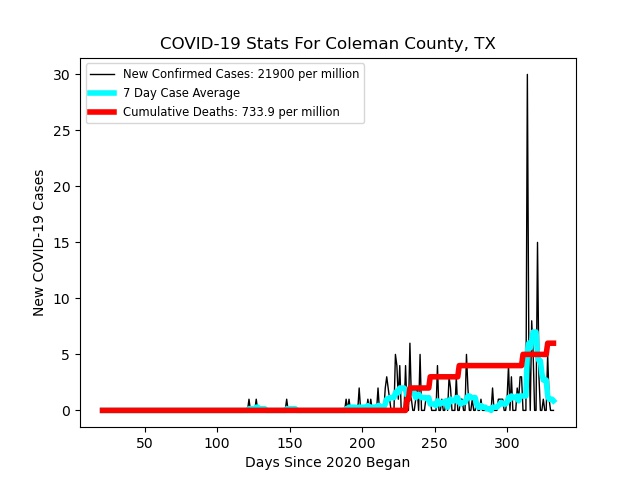 COVID-19 Stats For Coleman County, TX
New Confirmed Cases: 21900 per million
7 Day Case Average
Cumulative Deaths: 733.9 per million
New COVID-19 Cases
30
25
20
15
10
5
0
50
100
150
200
250
300
Days Since 2020 Began